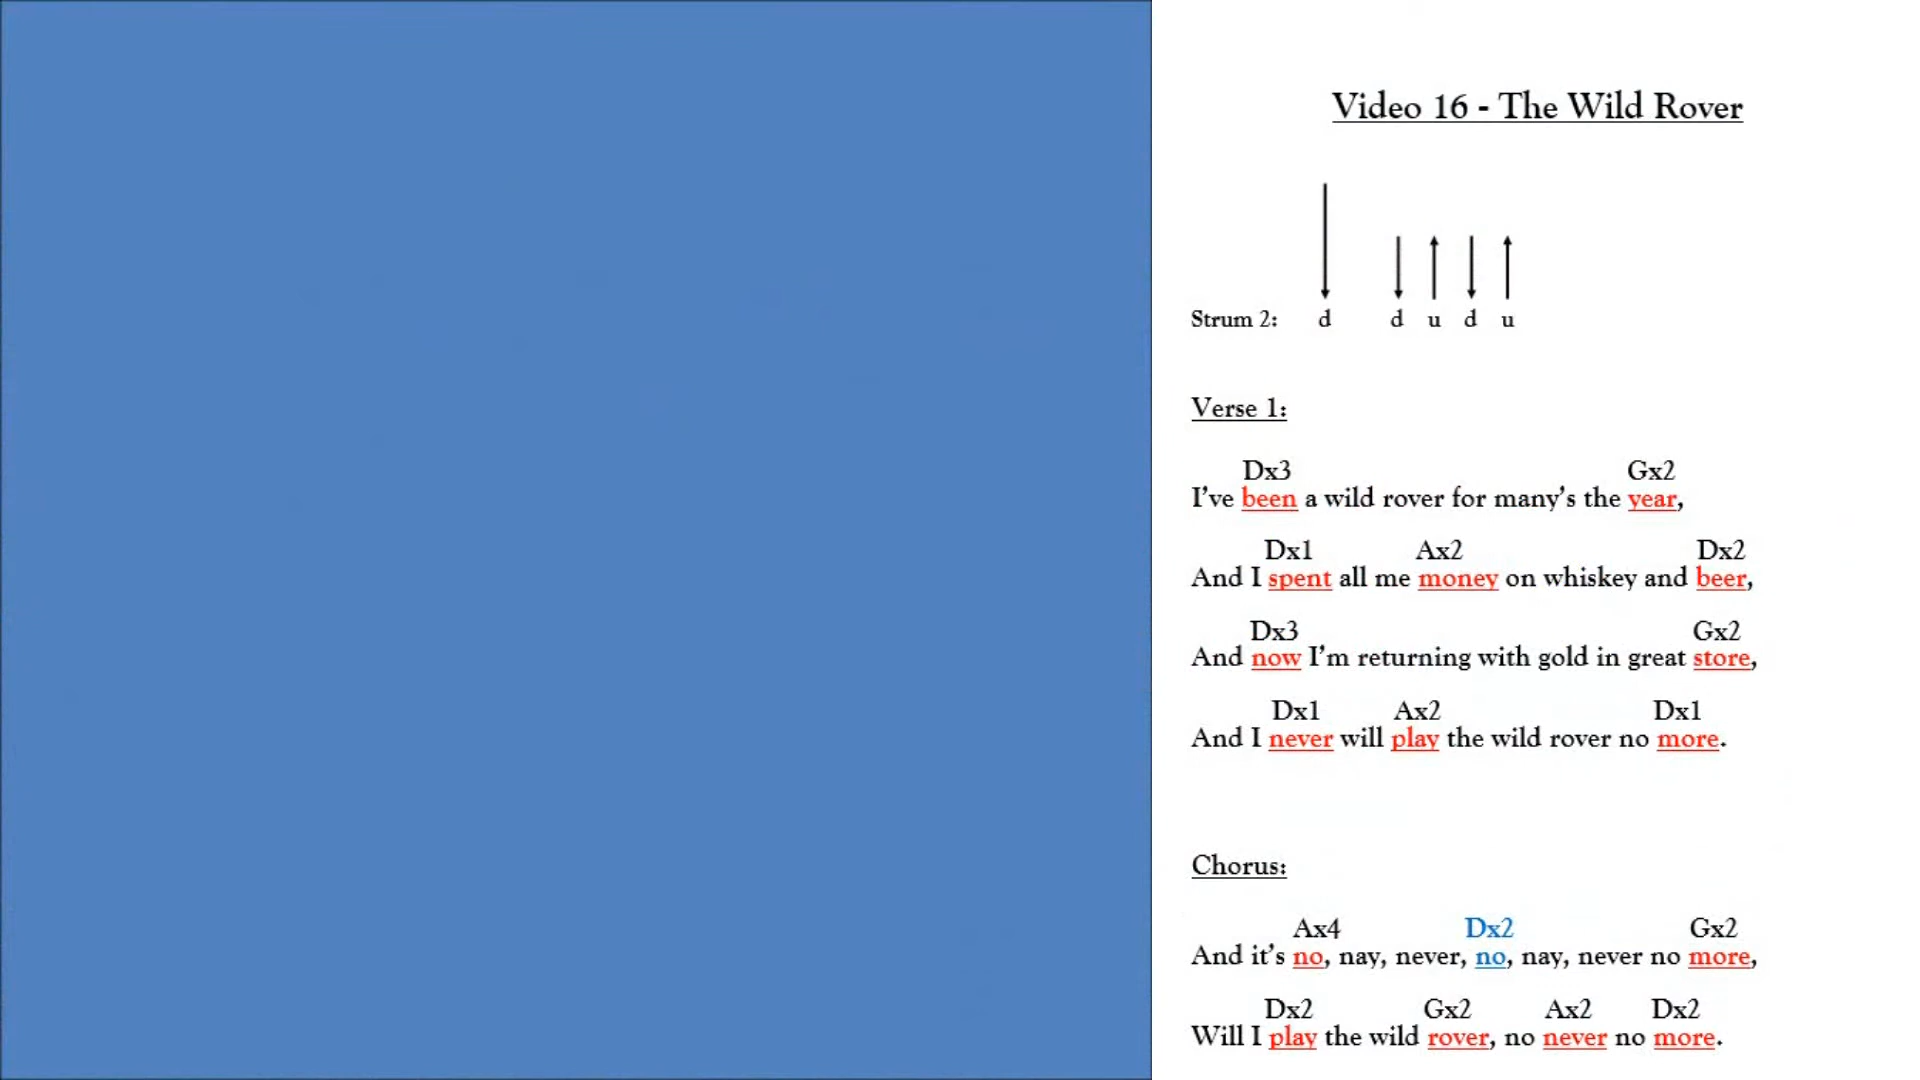 Video 16 - The Wild Rover
Strum 2: d d u d u
Verse 1:
Dx3 Gx2
I've been a wild rover for many's the year,
Dx1 Ax2 Dx2
And I spent all me money on whiskey and beer,
Dx3 Gx2
And now I'm returning with gold in great store,
Dx1 Ax2 Dx1
And I never will play the wild rover no more.
Chorus:
Ax4 Dx2 Gx2
And it's no, nay, never, no, nay, never no more,
Dx2 Gx2 Ax2 Dx2
Will I play the wild rover, no never no more.